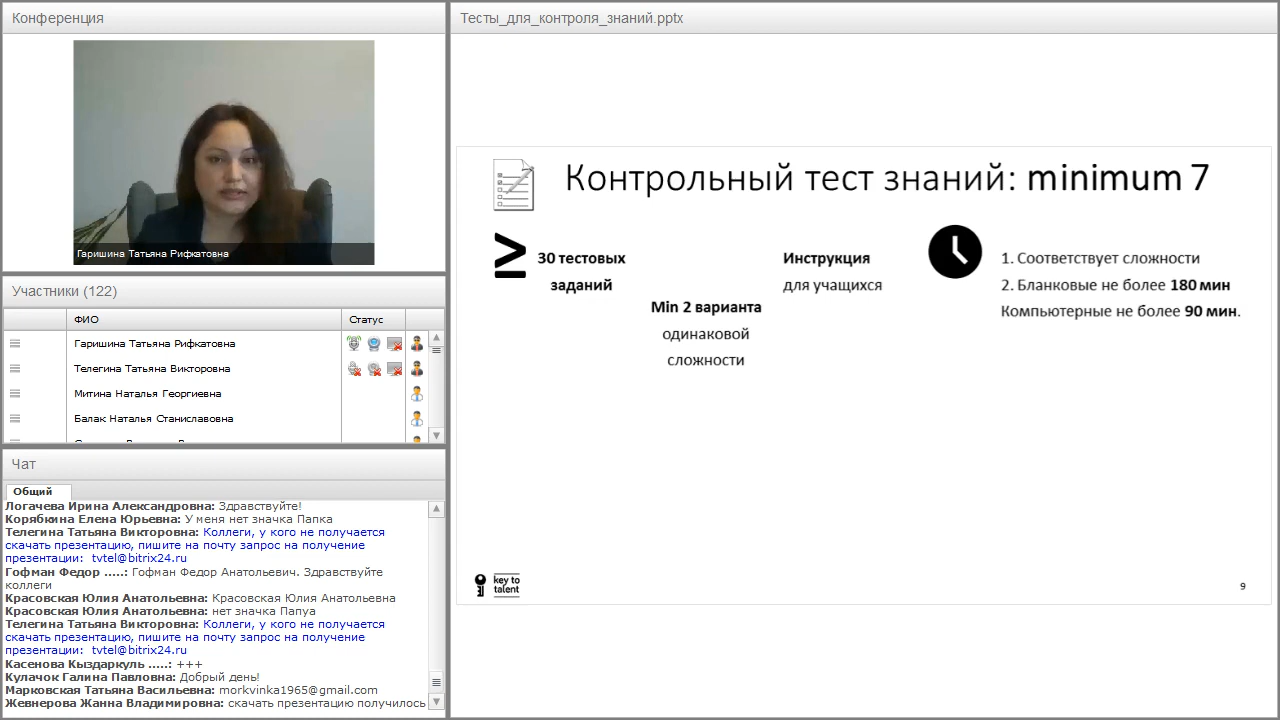 Конференция
Гаришина Татьяна Рифкатовна
Участники (122)
ФИО
Статус
Гаришина Татьяна Рифкатовна
Телегина Татьяна Викторовна
Митина Наталья Георгиевна
Балак Наталья Станиславовна
Чат
Общий
Логачева Ирина Александровна: Здравствуйте!
Корябкина Елена Юрьевна: У меня нет значка Папка
Телегина Татьяна Викторовна: Коллеги, у кого не получается
скачать презентацию, пишите на почту запрос на получение
презентации: tvtel@bitrix24.ru
Гофман Федор .....: Гофман Федор Анатольевич. Здравствуйте
коллеги
Красовская Юлия Анатольевна: Красовская Юлия Анатольевна
Красовская Юлия Анатольевна: нет значка Папуа
Телегина Татьяна Викторовна: Коллеги, у кого не получается
скачать презентацию, пишите на почту запрос на получение
презентации: tvtel@bitrix24.ru
Касенова Кыздаркуль .....: +++
Кулачок Галина Павловна: Добрый день!
Марковская Татьяна Васильевна: morkvinka1965@gmail.com
Жевнерова Жанна Владимировна: скачать презентацию получилось
Тесты_для_контроля_знаний.pptx
Контрольный тест знаний: minimum 7
≥ 30 тестовых
заданий
Min 2 варианта
одинаковой
сложности
Инструкция
для учащихся
1. Соответствует сложности
2. Бланковые не более 180 мин
Компьютерные не более 90 мин.
key to
talent
9